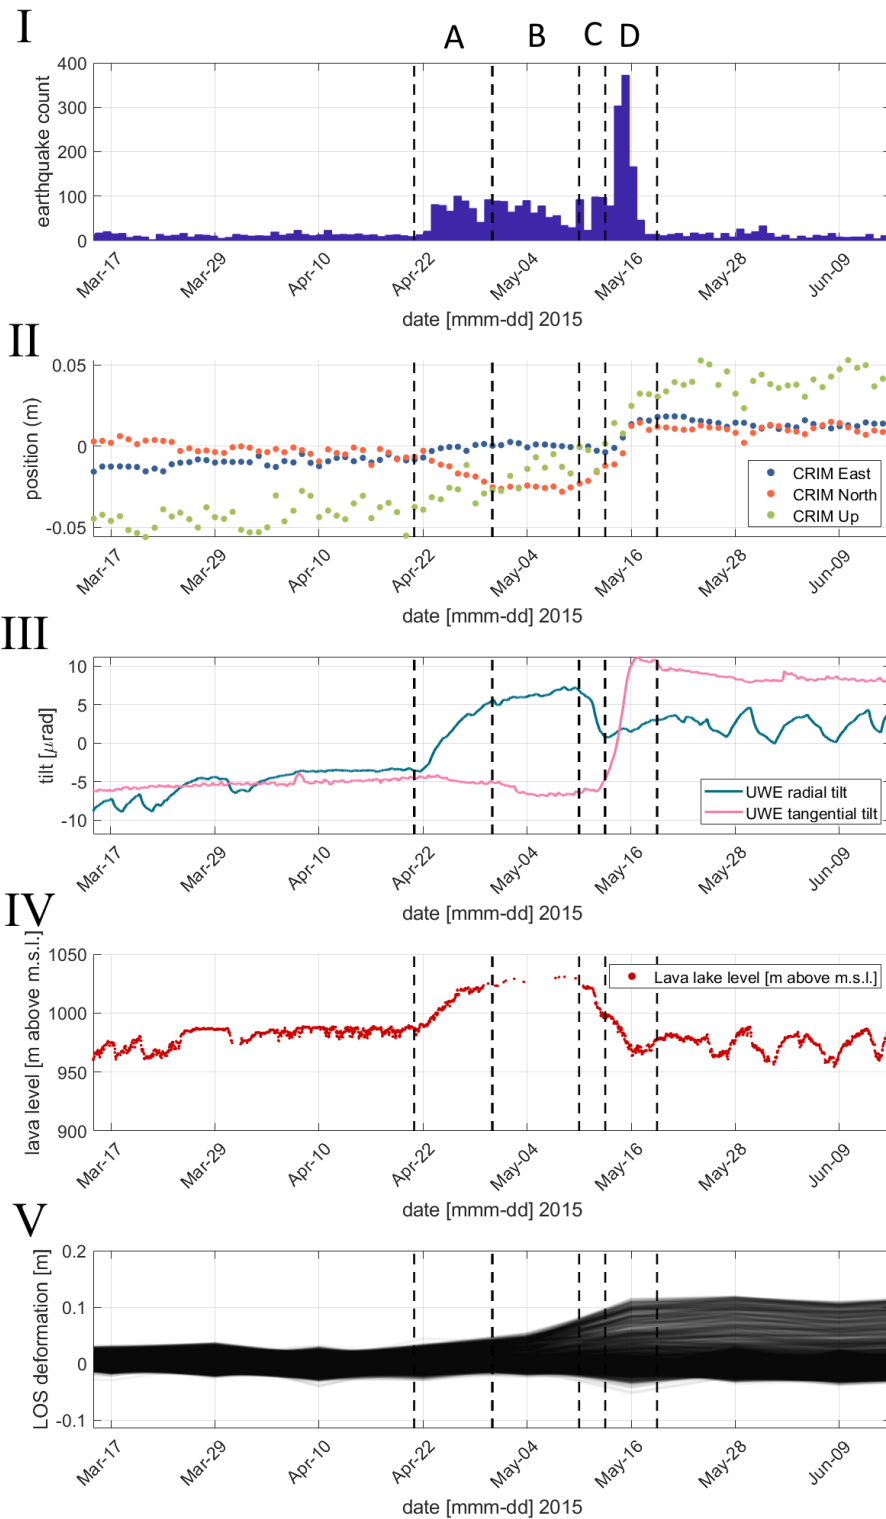 I
A B C D
400
300
200
100
0
earthquake count
Mar-17 Mar-29 Apr-10 Apr-22 May-04 May-16 May-28 Jun-09
date [mmm-dd] 2015
II
0.05
0
-0.05
position (m)
CRIM East
CRIM North
CRIM Up
Mar-17 Mar-29 Apr-10 Apr-22 May-04 May-16 May-28 Jun-09
date [mmm-dd] 2015
III
10
5
0
-5
-10
tilt [μrad]
UWE radial tilt
UWE tangential tilt
Mar-17 Mar-29 Apr-10 Apr-22 May-04 May-16 May-28 Jun-09
date [mmm-dd] 2015
IV
1050
1000
950
900
lava level [m above m.s.l.]
Lava lake level [m above m.s.l.]
Mar-17 Mar-29 Apr-10 Apr-22 May-04 May-16 May-28 Jun-09
date [mmm-dd] 2015
V
0.2
0.1
0
-0.1
LOS deformation [m]
Mar-17 Mar-29 Apr-10 Apr-22 May-04 May-16 May-28 Jun-09
date [mmm-dd] 2015